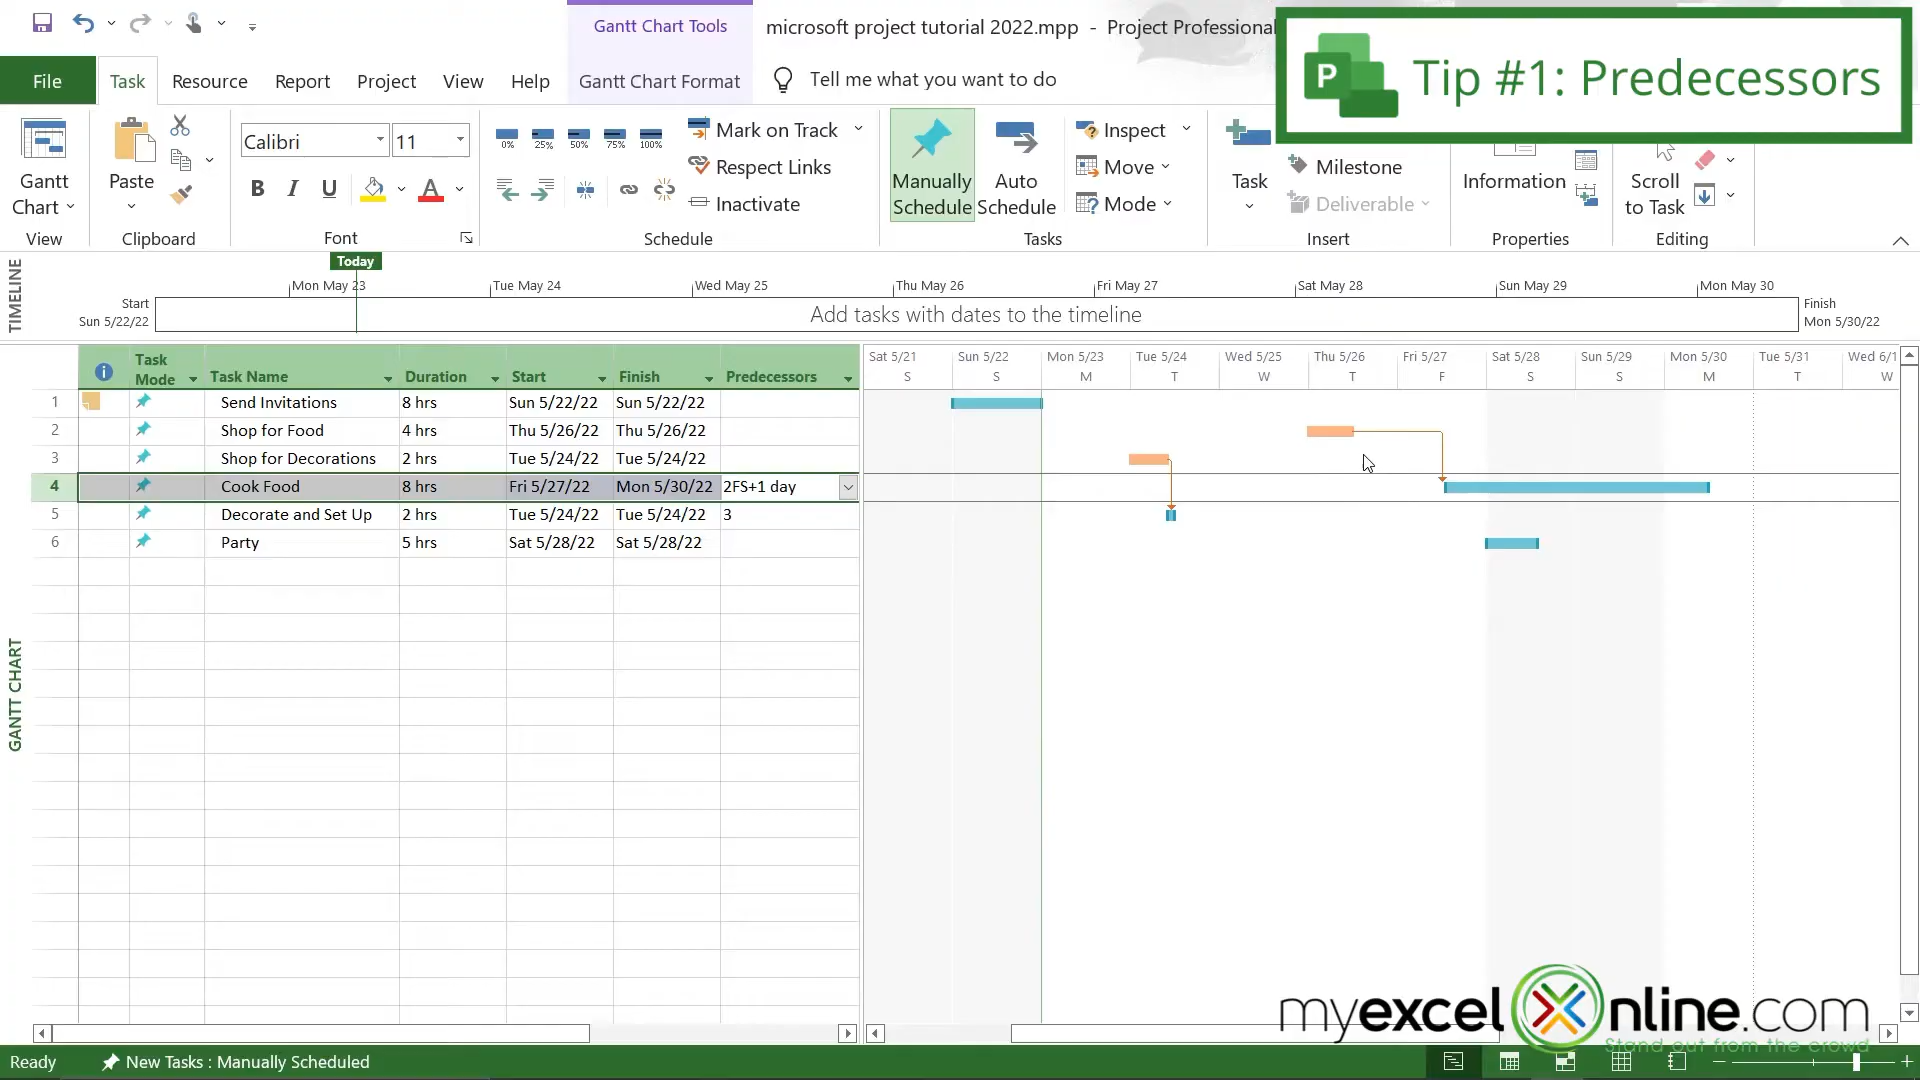 Gantt Chart Tools
microsoft project tutorial 2022.mpp - Project Professional
P Tip #1: Predecessors
File Task Resource Report Project View Help Gantt Chart Format Tell me what you want to do
Gantt Chart
View
Paste
Clipboard
Calibri 11
B I U A
Font
0% 25% 50% 75% 100%
Mark on Track
Respect Links
Inactivate
Schedule
Manually Schedule
Auto Schedule
Inspect
Move
Mode
Tasks
Task
Milestone
Deliverable
Insert
Information
Properties
Scroll to Task
Editing
TIMELINE
Today
Mon May 23 Tue May 24 Wed May 25 Thu May 26 Fri May 27 Sat May 28 Sun May 29 Mon May 30
Start
Sun 5/22/22
Add tasks with dates to the timeline
Finish
Mon 5/30/22
GANTT CHART
Task Mode Task Name Duration Start Finish Predecessors
1 Send Invitations 8 hrs Sun 5/22/22 Sun 5/22/22
2 Shop for Food 4 hrs Thu 5/26/22 Thu 5/26/22
3 Shop for Decorations 2 hrs Tue 5/24/22 Tue 5/24/22
4 Cook Food 8 hrs Fri 5/27/22 Mon 5/30/22 2FS+1 day
5 Decorate and Set Up 2 hrs Tue 5/24/22 Tue 5/24/22 3
6 Party 5 hrs Sat 5/28/22 Sat 5/28/22
Sat 5/21 Sun 5/22 Mon 5/23 Tue 5/24 Wed 5/25 Thu 5/26 Fri 5/27 Sat 5/28 Sun 5/29 Mon 5/30 Tue 5/31 Wed 6/1
S S M T W T F S S M T W
myexcelonline.com
Stand out from the crowd
Ready New Tasks : Manually Scheduled